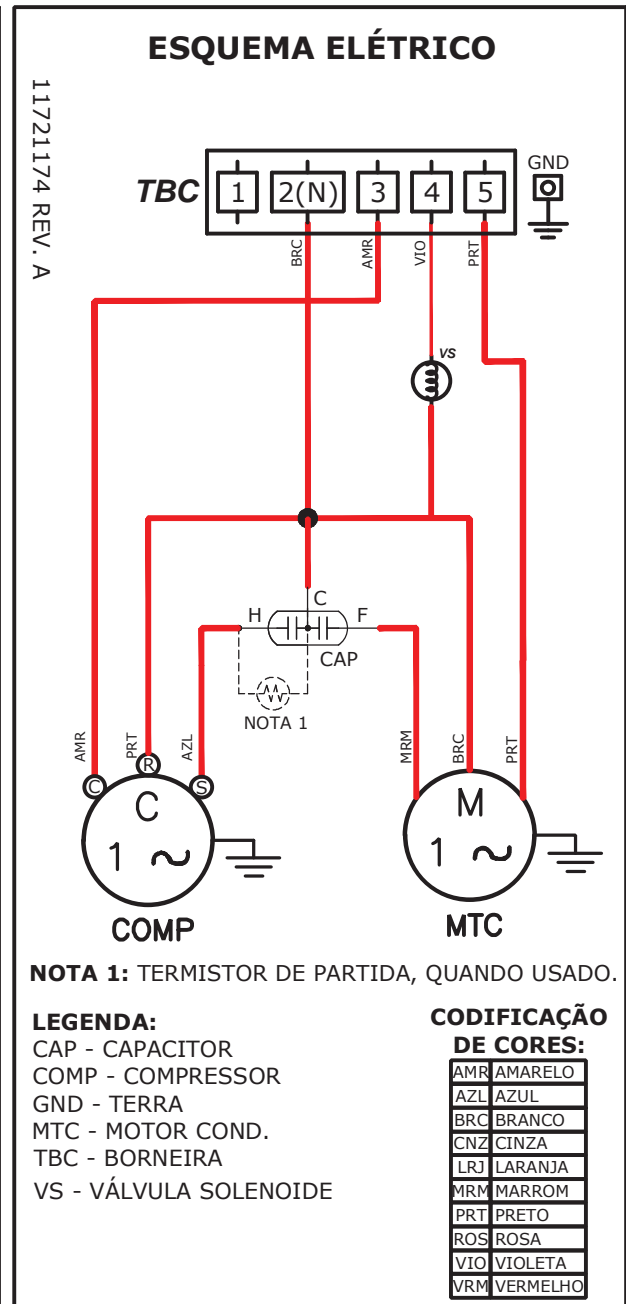 ESQUEMA ELÉTRICO
11721174 REV. A
TBC 1 2(N) 3 4 5 GND
BRC AMR VIO PRT
VS
C
H F
CAP
NOTA 1
AMR PRT AZL MRM BRC PRT
C R S
C M
1 ~ 1 ~
COMP MTC
NOTA 1: TERMISTOR DE PARTIDA, QUANDO USADO.
LEGENDA:
CAP - CAPACITOR
COMP - COMPRESSOR
GND - TERRA
MTC - MOTOR COND.
TBC - BORNEIRA
VS - VÁLVULA SOLENOIDE
CODIFICAÇÃO
DE CORES:
AMR AMARELO
AZL AZUL
BRC BRANCO
CNZ CINZA
LRJ LARANJA
MRM MARROM
PRT PRETO
ROS ROSA
VIO VIOLETA
VRM VERMELHO